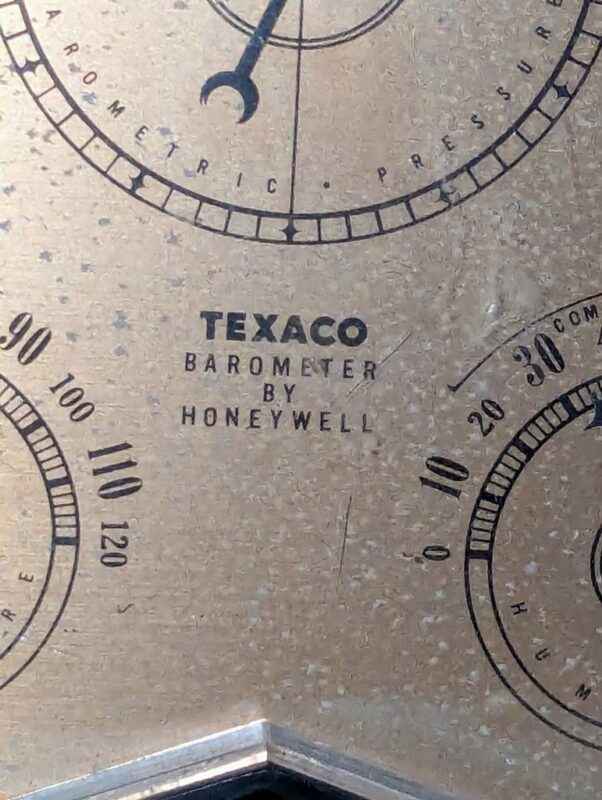 BAROMETRIC • PRESSURE
TEXACO
BAROMETER
BY
HONEYWELL
90
100
110
120
30
20
10
0